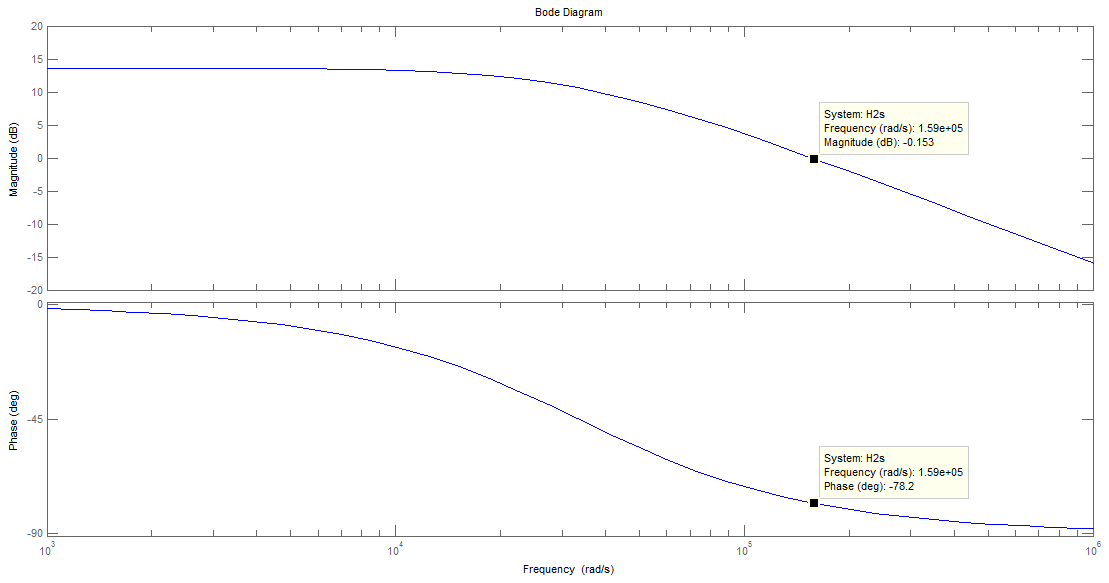 Bode Diagram
20
15
10
5
0
-5
-10
-15
-20
Magnitude (dB)
System: H2s
Frequency (rad/s): 1.59e+05
Magnitude (dB): -0.153
0
-45
-90
Phase (deg)
System: H2s
Frequency (rad/s): 1.59e+05
Phase (deg): -78.2
10^3 10^4 10^5 10^6
Frequency (rad/s)